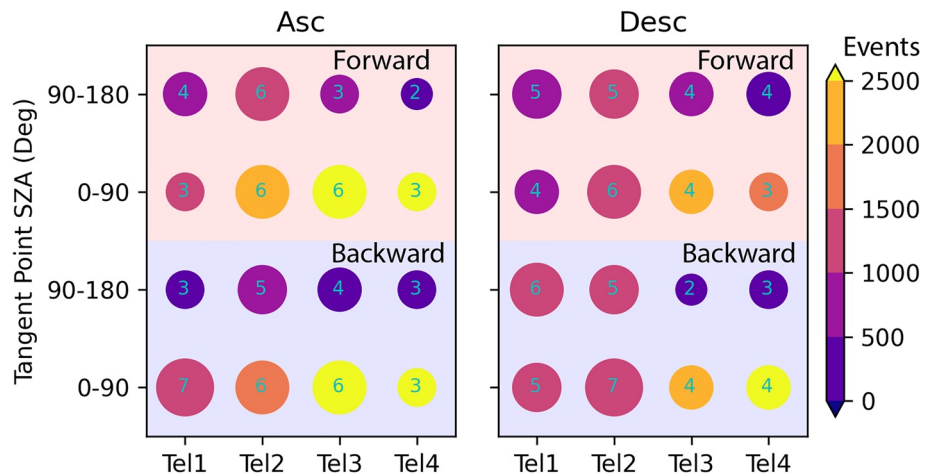 Asc Desc
Events
Forward Forward
90-180 4 6 3 2 5 5 4 4
0-90 3 6 6 3 4 6 4 3
Backward Backward
90-180 3 5 4 3 6 5 2 3
0-90 7 6 6 3 5 7 4 4
Tel1 Tel2 Tel3 Tel4 Tel1 Tel2 Tel3 Tel4
Tangent Point SZA (Deg)
2500
2000
1500
1000
500
0